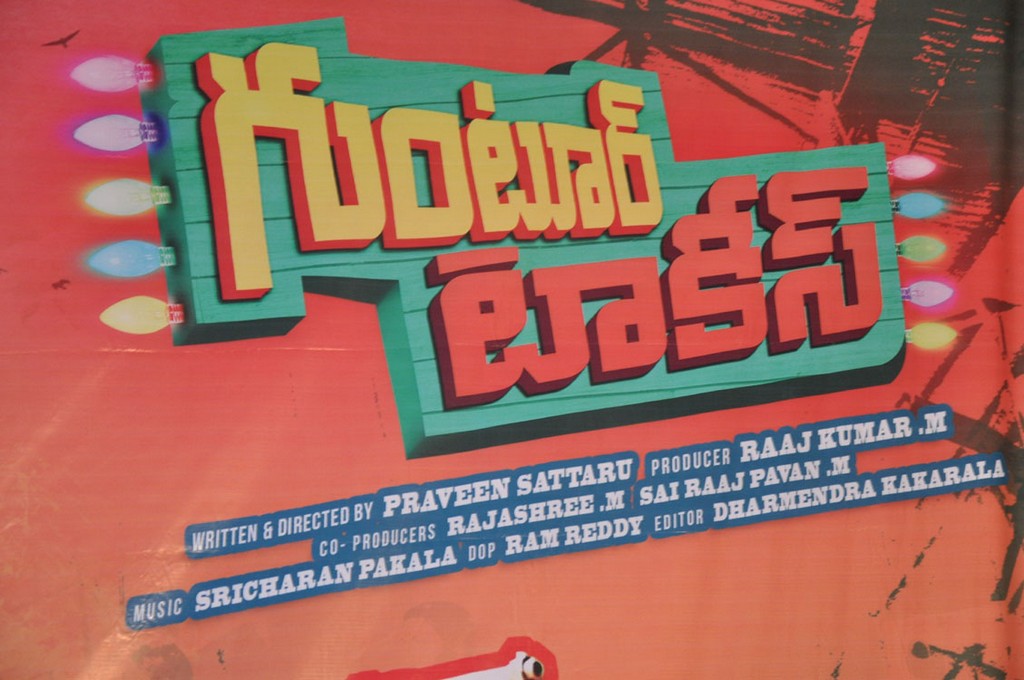 గుంటూర్
టాకీస్
WRITTEN & DIRECTED BY PRAVEEN SATTARU PRODUCER RAAJ KUMAR .M
CO- PRODUCERS RAJASHREE .M SAI RAAJ PAVAN .M
MUSIC SRICHARAN PAKALA DOP RAM REDDY EDITOR DHARMENDRA KAKARALA